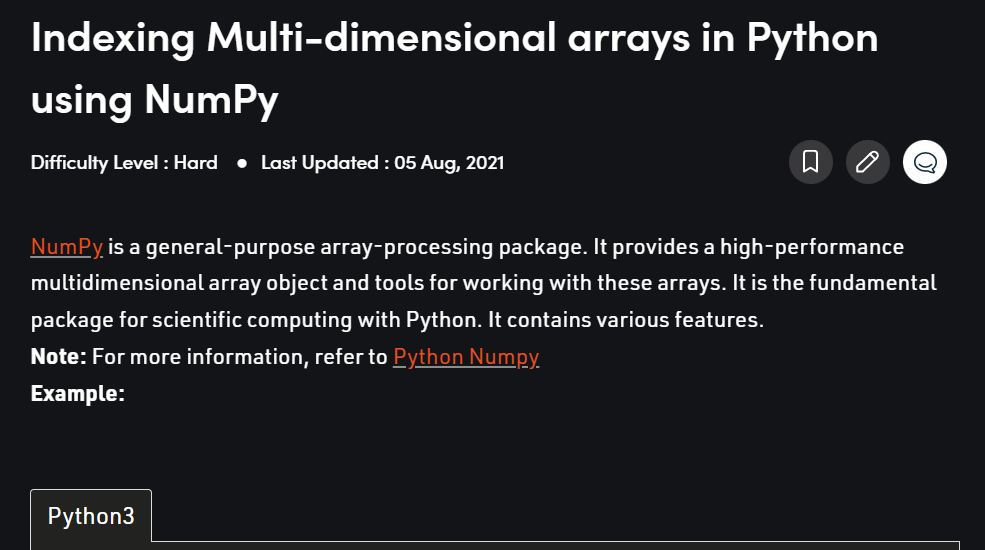 Indexing Multi-dimensional arrays in Python
using NumPy
Difficulty Level : Hard ● Last Updated : 05 Aug, 2021
NumPy is a general-purpose array-processing package. It provides a high-performance
multidimensional array object and tools for working with these arrays. It is the fundamental
package for scientific computing with Python. It contains various features.
Note: For more information, refer to Python Numpy
Example:
Python3